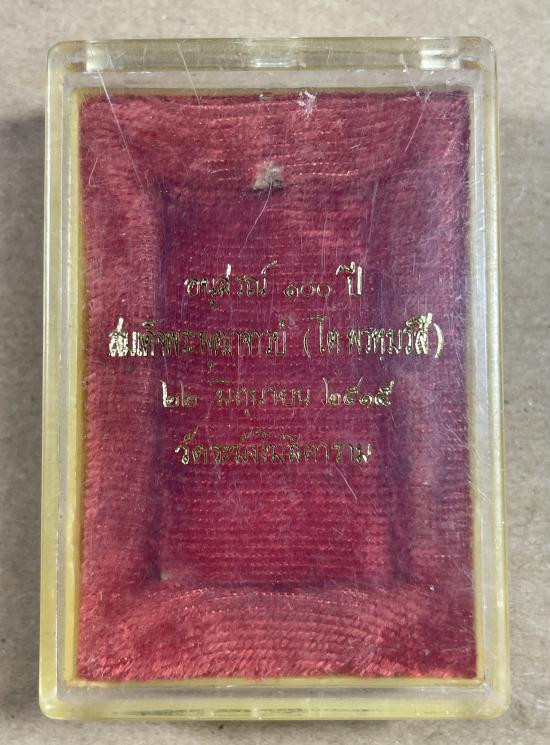 อนุสรณ์ ๑๐๐ ปี
สมเด็จพระพุฒาจารย์ (โต พรหมรังสี)
๒๒ มิถุนายน ๒๕๑๕
วัดระฆังโฆสิตาราม